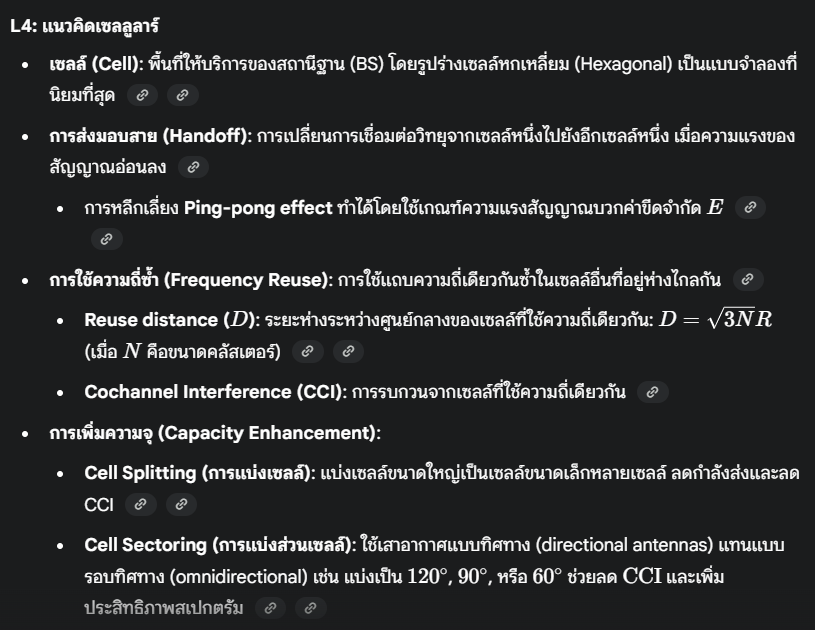 L4: แนวคิดเซลลูลาร์
• เซลล์ (Cell): พื้นที่ให้บริการของสถานีฐาน (BS) โดยรูปร่างเซลล์หกเหลี่ยม (Hexagonal) เป็นแบบจำลองที่
นิยมที่สุด
• การส่งมอบสาย (Handoff): การเปลี่ยนการเชื่อมต่อวิทยุจากเซลล์หนึ่งไปยังอีกเซลล์หนึ่ง เมื่อความแรงของ
สัญญาณอ่อนลง
• การหลีกเลี่ยง Ping-pong effect ทำได้โดยใช้เกณฑ์ความแรงสัญญาณบวกค่าขีดจำกัด E
• การใช้ความถี่ซ้ำ (Frequency Reuse): การใช้แถบความถี่เดียวกันซ้ำในเซลล์อื่นที่อยู่ห่างไกลกัน
• Reuse distance (D): ระยะห่างระหว่างศูนย์กลางของเซลล์ที่ใช้ความถี่เดียวกัน: D = √3NR
(เมื่อ N คือขนาดคลัสเตอร์)
• Cochannel Interference (CCI): การรบกวนจากเซลล์ที่ใช้ความถี่เดียวกัน
• การเพิ่มความจุ (Capacity Enhancement):
• Cell Splitting (การแบ่งเซลล์): แบ่งเซลล์ขนาดใหญ่เป็นเซลล์ขนาดเล็กหลายเซลล์ ลดกำลังส่งและลด
CCI
• Cell Sectoring (การแบ่งส่วนเซลล์): ใช้เสาอากาศแบบทิศทาง (directional antennas) แทนแบบ
รอบทิศทาง (omnidirectional) เช่น แบ่งเป็น 120°, 90°, หรือ 60° ช่วยลด CCI และเพิ่ม
ประสิทธิภาพสเปกตรัม